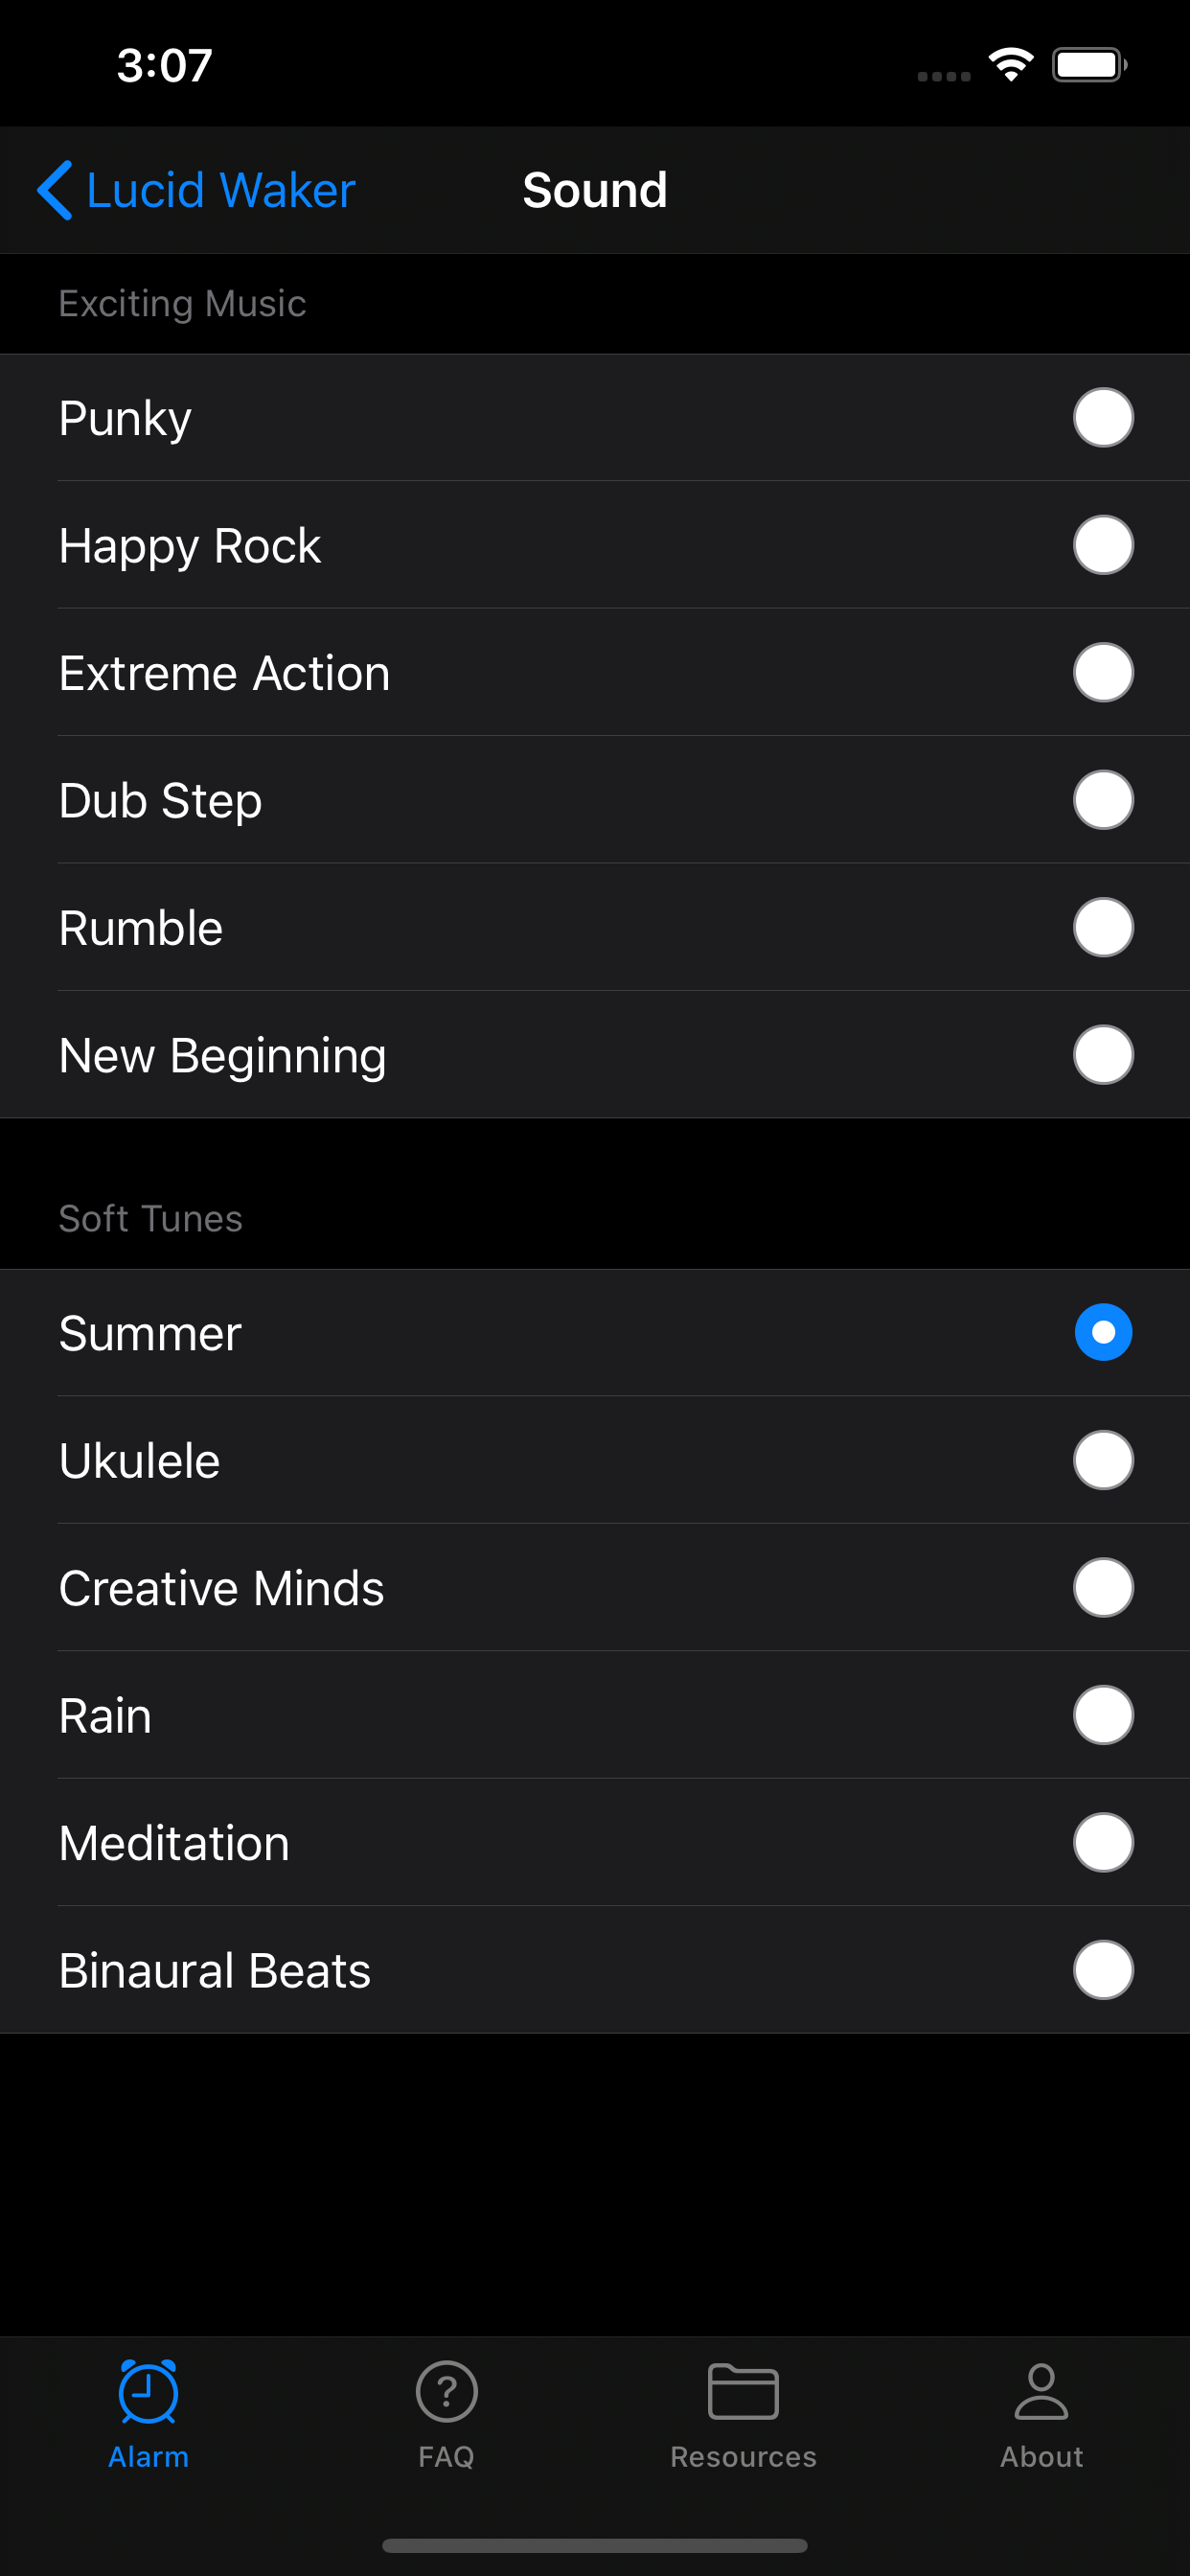 3:07
Lucid Waker
Sound
Exciting Music
Punky
Happy Rock
Extreme Action
Dub Step
Rumble
New Beginning
Soft Tunes
Summer
Ukulele
Creative Minds
Rain
Meditation
Binaural Beats
Alarm
FAQ
Resources
About